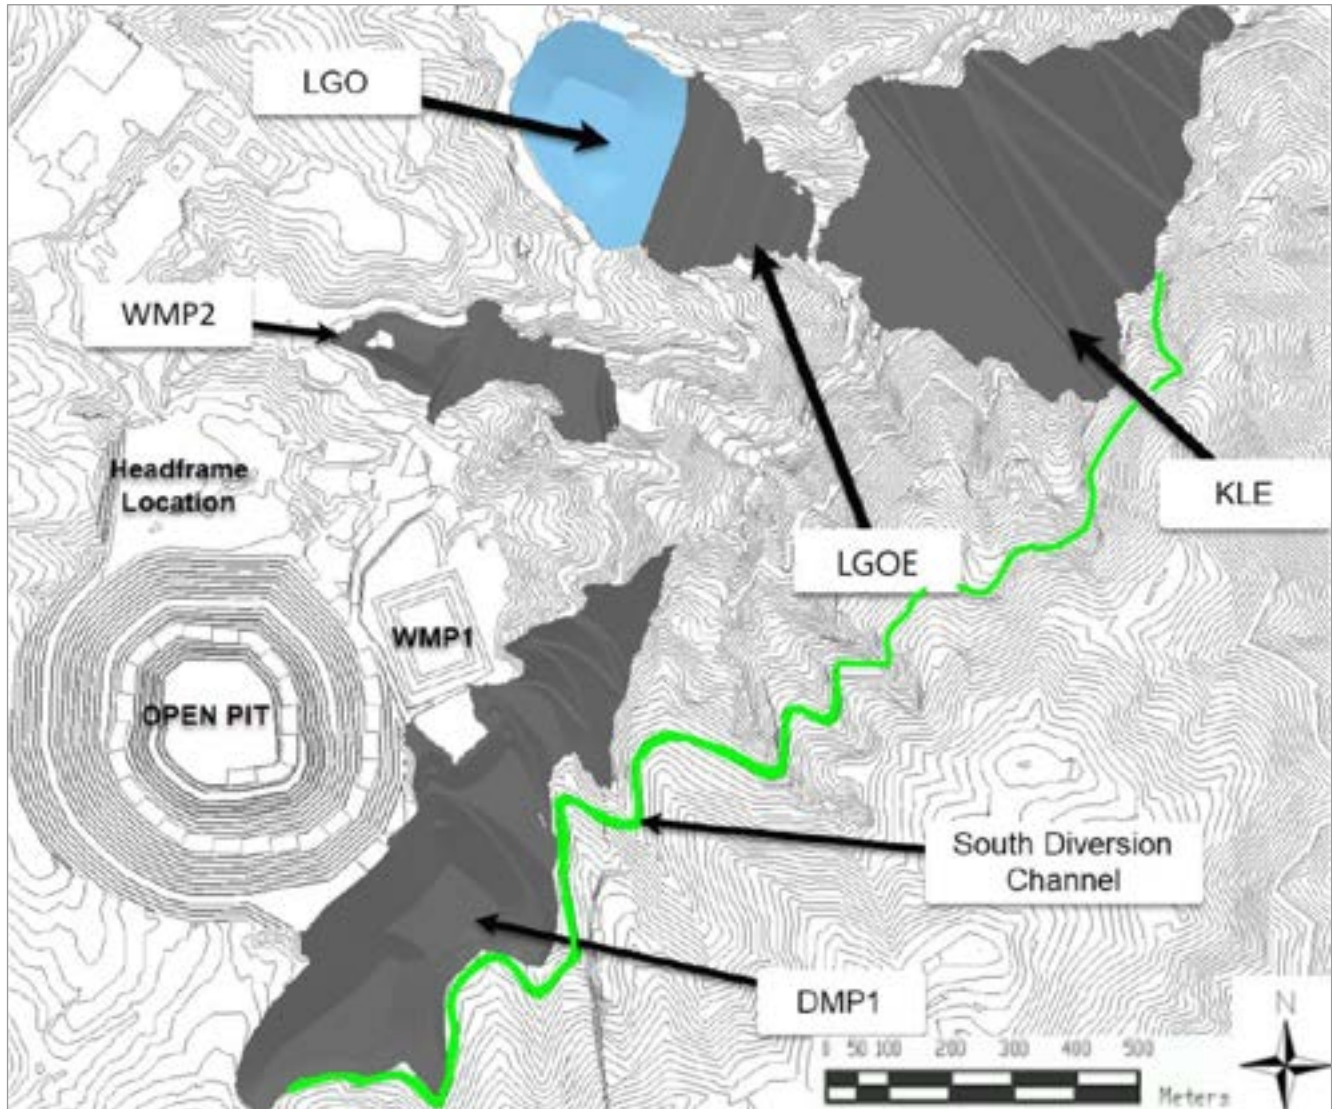 LGO
WMP2
Headframe
Location
KLE
LGOE
WMP1
OPEN PIT
South Diversion
Channel
DMP1
N
0 50 100 200 300 400 500
Meters